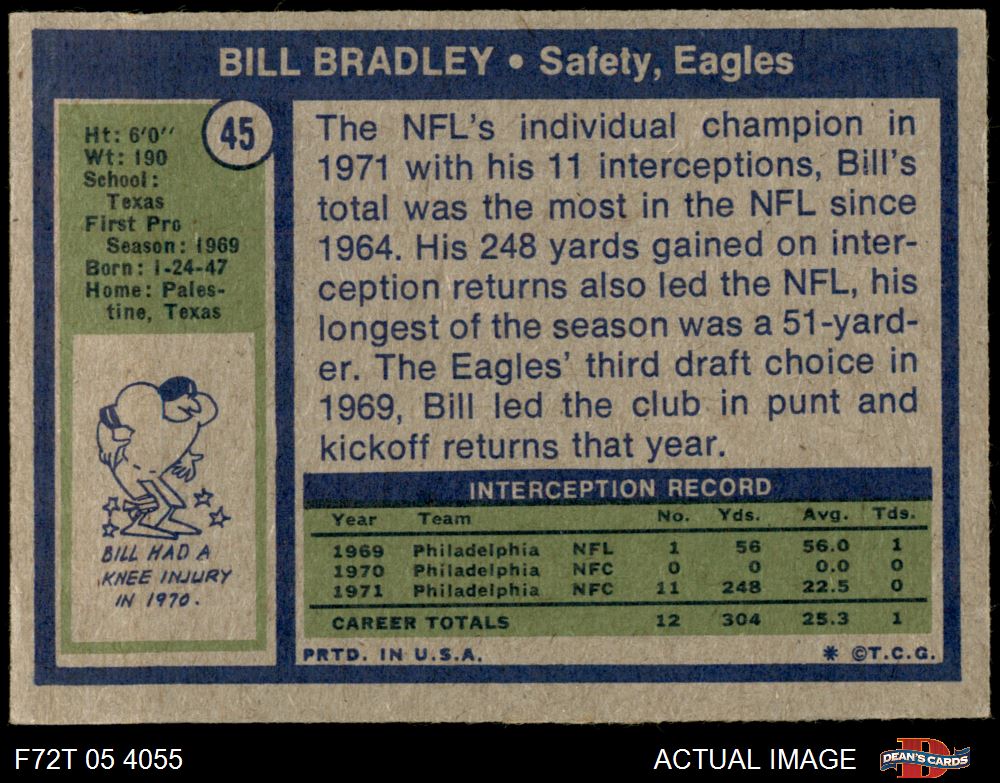 BILL BRADLEY • Safety, Eagles
45
Ht: 6'0"
Wt: 190
School:
Texas
First Pro
Season: 1969
Born: 1-24-47
Home: Pales-
tine, Texas
BILL HAD A
KNEE INJURY
IN 1970.
The NFL's individual champion in
1971 with his 11 interceptions, Bill's
total was the most in the NFL since
1964. His 248 yards gained on inter-
ception returns also led the NFL, his
longest of the season was a 51-yard-
er. The Eagles' third draft choice in
1969, Bill led the club in punt and
kickoff returns that year.
INTERCEPTION RECORD
Year Team No. Yds. Avg. Tds.
1969 Philadelphia NFL 1 56 56.0 1
1970 Philadelphia NFC 0 0 0.0 0
1971 Philadelphia NFC 11 248 22.5 0
CAREER TOTALS 12 304 25.3 1
PRTD. IN U.S.A. * ©T.C.G.
F72T 05 4055 ACTUAL IMAGE
D
DEAN'S CARDS